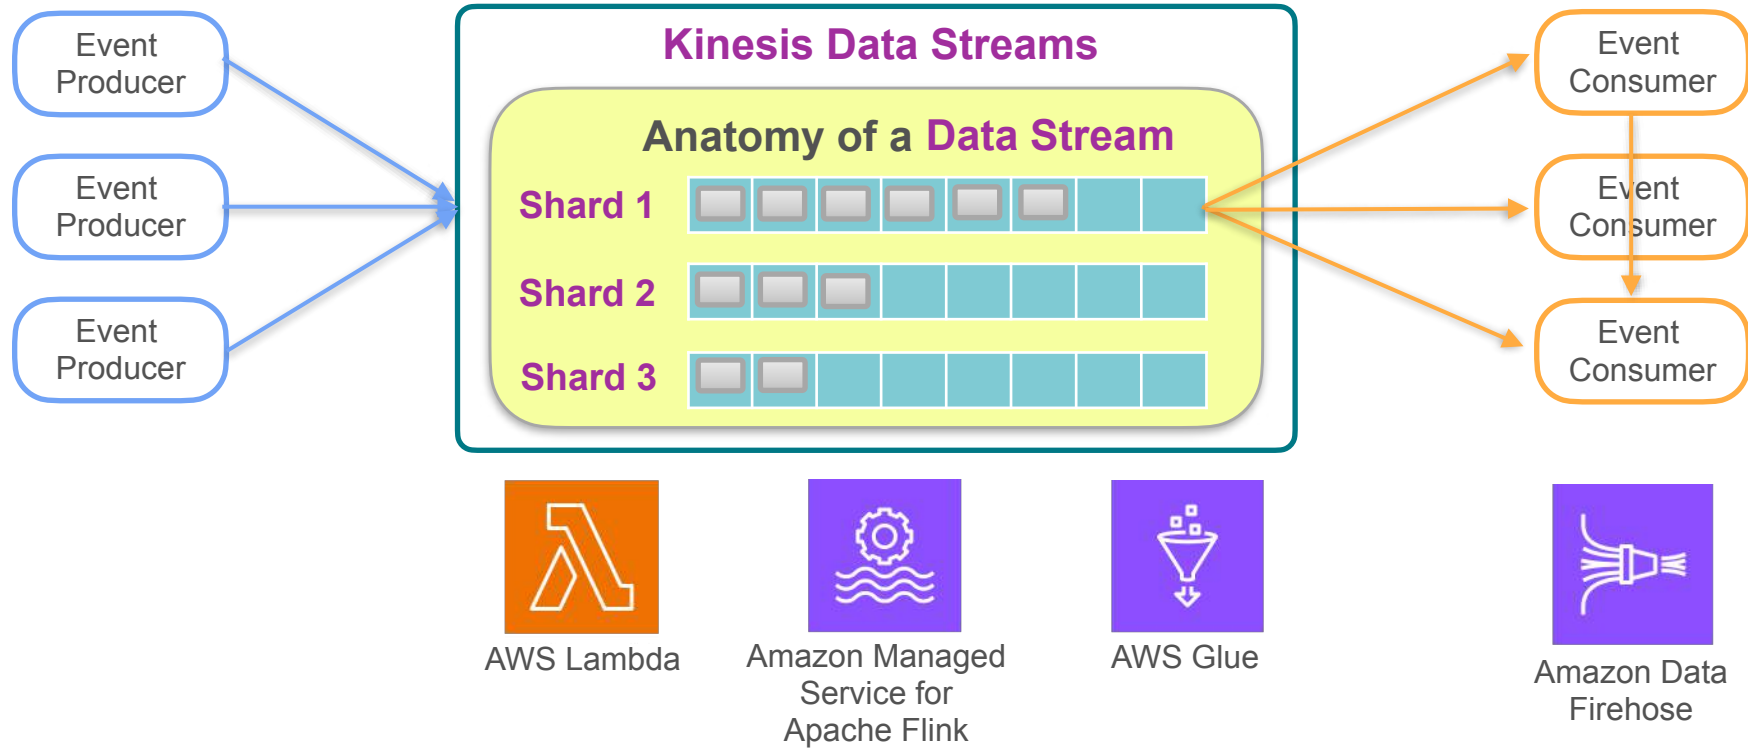 Event
Producer
Event
Producer
Event
Producer
Kinesis Data Streams
Anatomy of a Data Stream
Shard 1
Shard 2
Shard 3
Event
Consumer
Event
Consumer
Event
Consumer
AWS Lambda
Amazon Managed
Service for
Apache Flink
AWS Glue
Amazon Data
Firehose